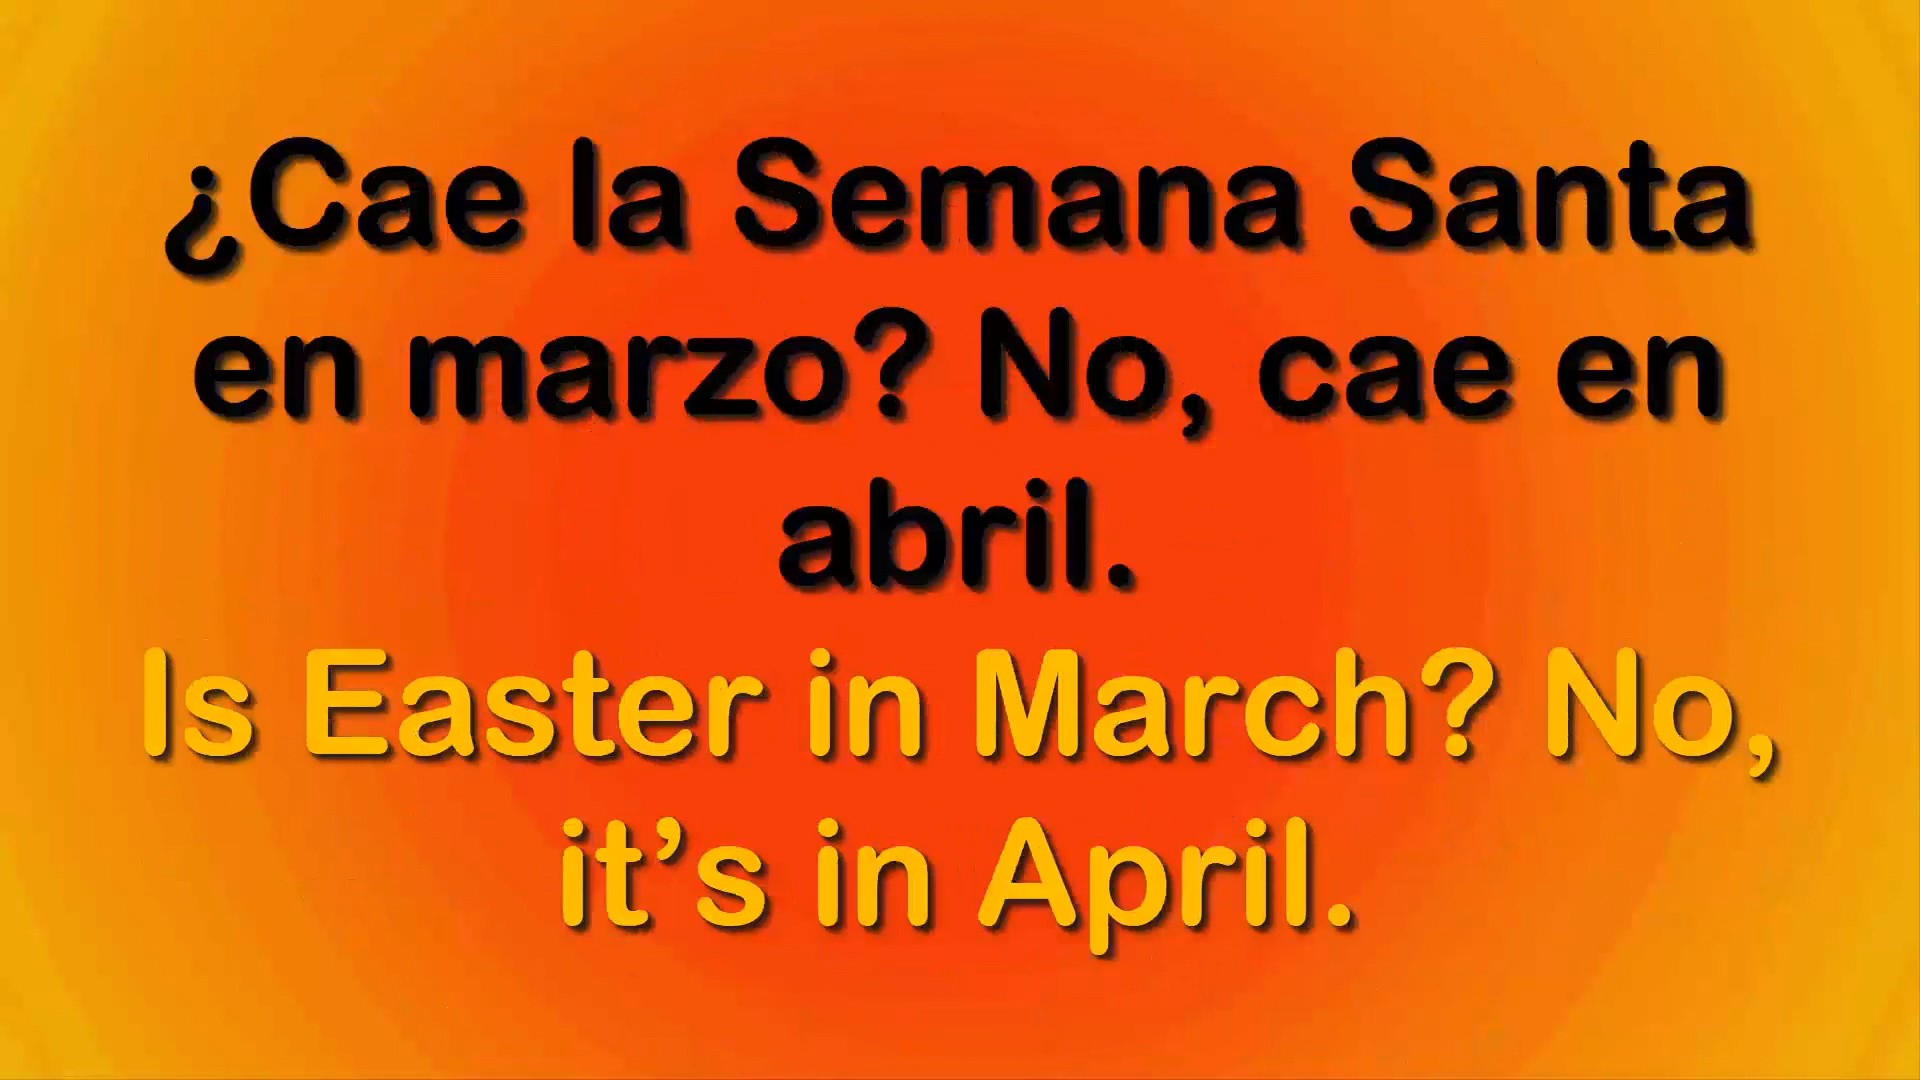 ¿Cae la Semana Santa
en marzo? No, cae en
abril.
Is Easter in March? No,
it’s in April.